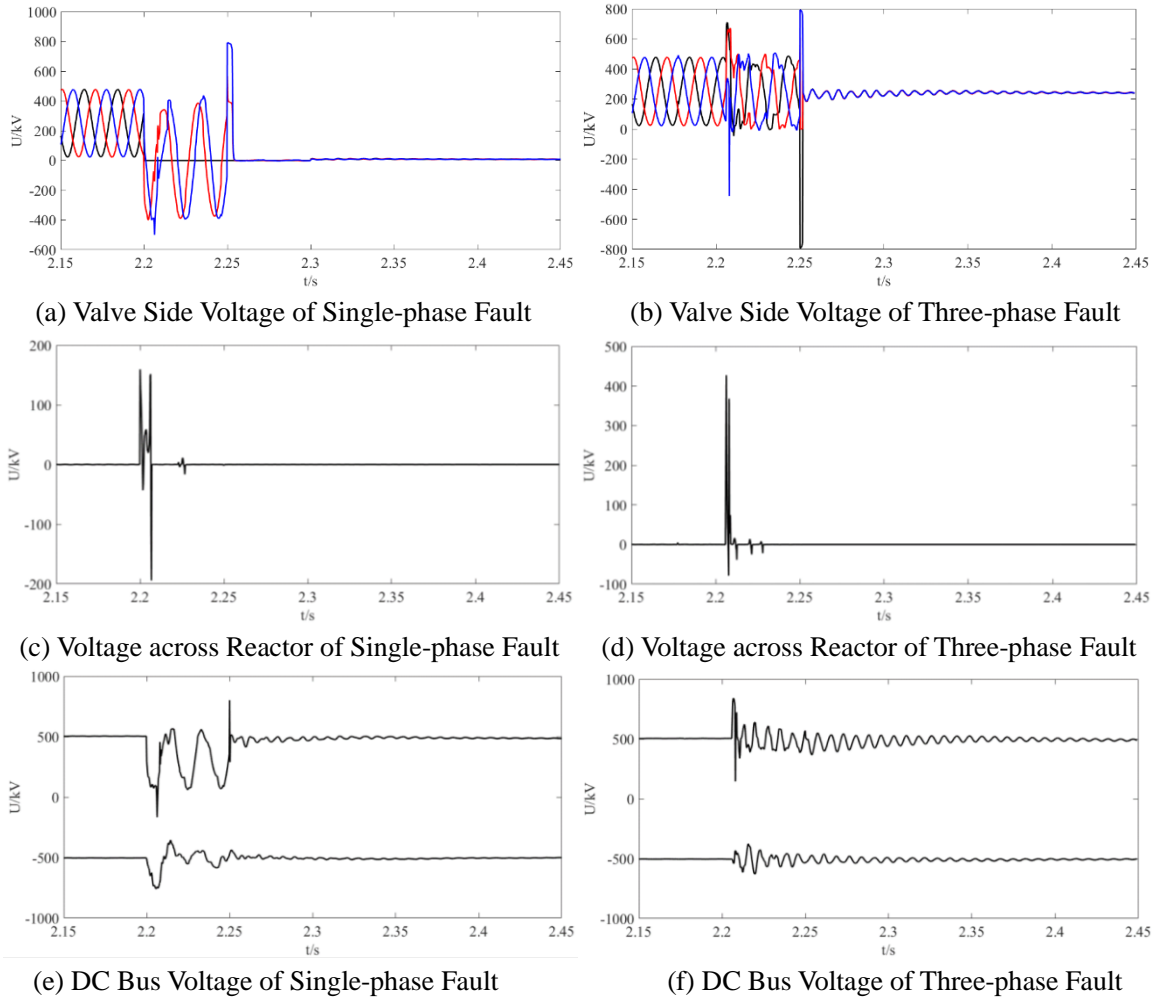 1000
800
600
400
200
0
-200
-400
-600
U/kV
2.15 2.2 2.25 2.3 2.35 2.4 2.45
t/s
(a) Valve Side Voltage of Single-phase Fault
800
600
400
200
0
-200
-400
-600
-800
U/kV
2.15 2.2 2.25 2.3 2.35 2.4 2.45
t/s
(b) Valve Side Voltage of Three-phase Fault
200
100
0
-100
-200
U/kV
2.15 2.2 2.25 2.3 2.35 2.4 2.45
t/s
(c) Voltage across Reactor of Single-phase Fault
500
400
300
200
100
0
-100
U/kV
2.15 2.2 2.25 2.3 2.35 2.4 2.45
t/s
(d) Voltage across Reactor of Three-phase Fault
1000
500
0
-500
-1000
U/kV
2.15 2.2 2.25 2.3 2.35 2.4 2.45
t/s
(e) DC Bus Voltage of Single-phase Fault
1000
500
0
-500
-1000
U/kV
2.15 2.2 2.25 2.3 2.35 2.4 2.45
t/s
(f) DC Bus Voltage of Three-phase Fault